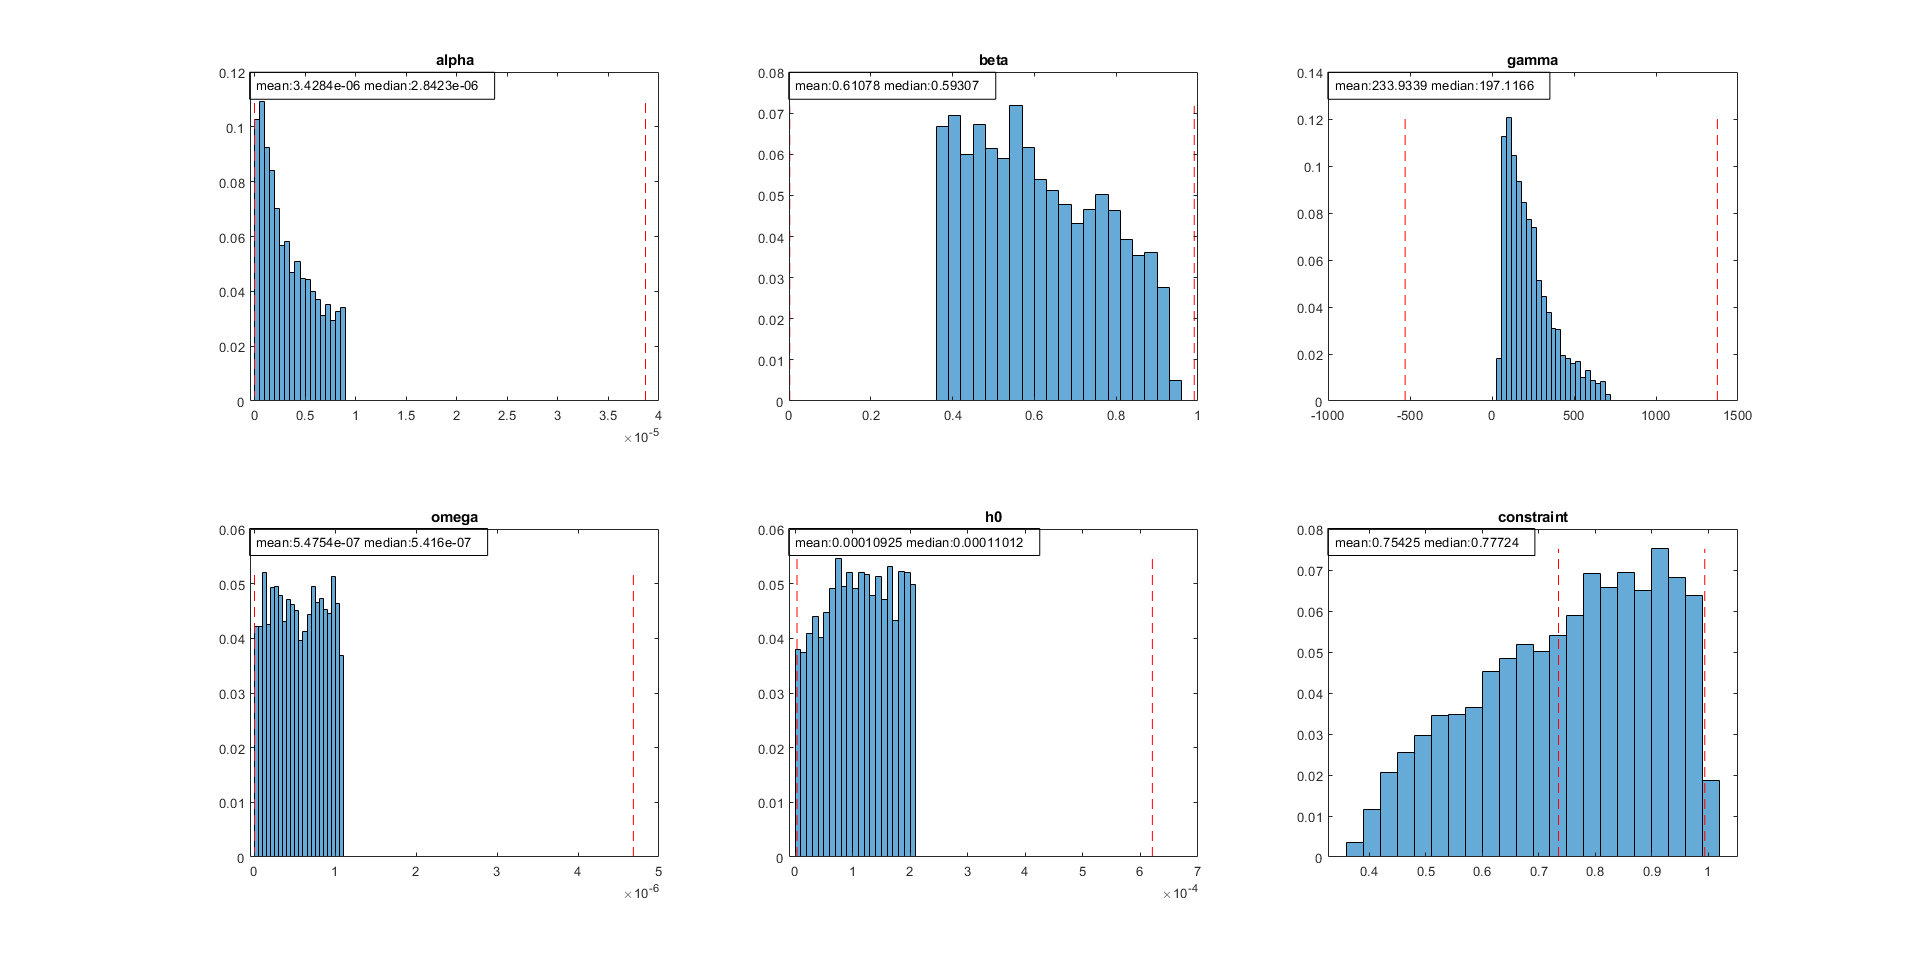 alpha
mean:3.4284e-06 median:2.8423e-06
0.12
0.1
0.08
0.06
0.04
0.02
0
0 0.5 1 1.5 2 2.5 3 3.5 4
×10-5
beta
mean:0.61078 median:0.59307
0.08
0.07
0.06
0.05
0.04
0.03
0.02
0.01
0
0 0.2 0.4 0.6 0.8 1
gamma
mean:233.9339 median:197.1166
0.14
0.12
0.1
0.08
0.06
0.04
0.02
0
-1000 -500 0 500 1000 1500
omega
mean:5.4754e-07 median:5.416e-07
0.06
0.05
0.04
0.03
0.02
0.01
0
0 1 2 3 4 5
×10-6
h0
mean:0.00010925 median:0.00011012
0.06
0.05
0.04
0.03
0.02
0.01
0
0 1 2 3 4 5 6 7
×10-4
constraint
mean:0.75425 median:0.77724
0.08
0.07
0.06
0.05
0.04
0.03
0.02
0.01
0
0.4 0.5 0.6 0.7 0.8 0.9 1